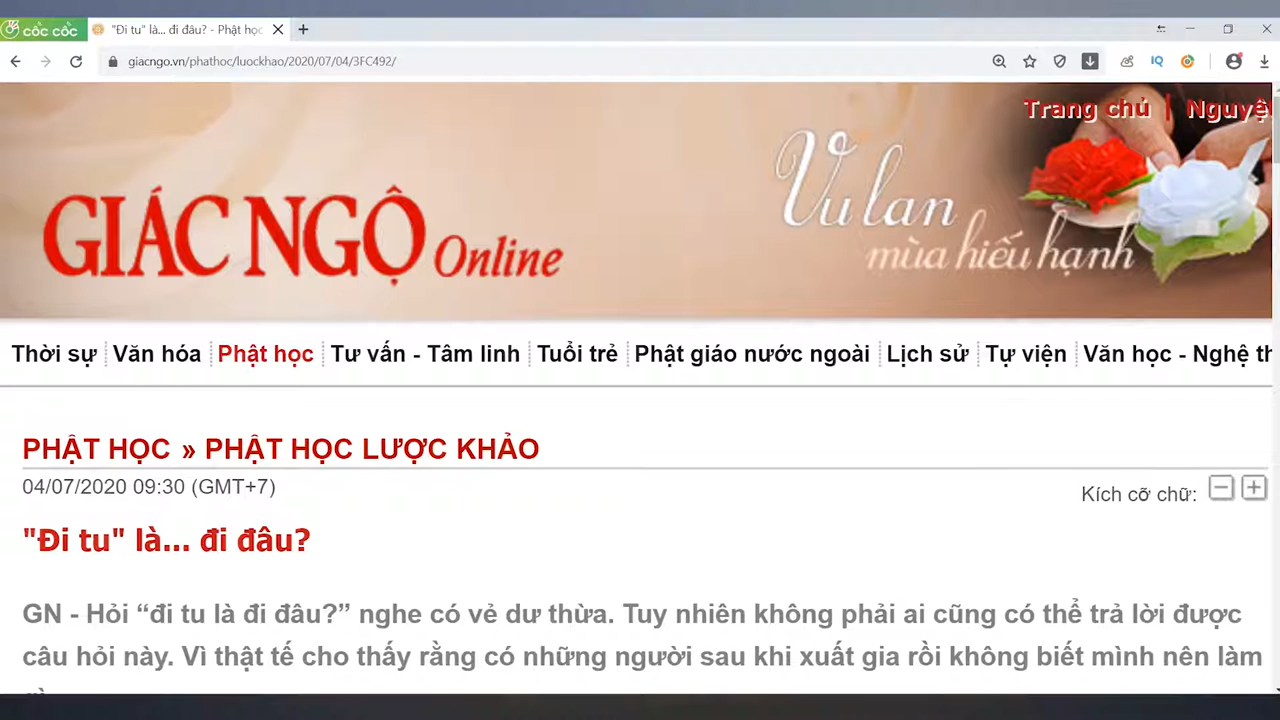 cốc cốc
"Đi tu" là... đi đâu? - Phật học
giacngo.vn/phathoc/luockhao/2020/07/04/3FC492/
IQ
Trang chủ |
GIÁC NGỘ Online
Vu lan
mùa hiếu hạnh
Thời sự Văn hóa Phật học Tư vấn - Tâm linh Tuổi trẻ Phật giáo nước ngoài Lịch sử Tự viện Văn học - Nghệ
PHẬT HỌC » PHẬT HỌC LƯỢC KHẢO
04/07/2020 09:30 (GMT+7)
Kích cỡ chữ:
"Đi tu" là... đi đâu?
GN - Hỏi “đi tu là đi đâu?” nghe có vẻ dư thừa. Tuy nhiên không phải ai cũng có thể trả lời được
câu hỏi này. Vì thật tế cho thấy rằng có những người sau khi xuất gia rồi không biết mình nên làm